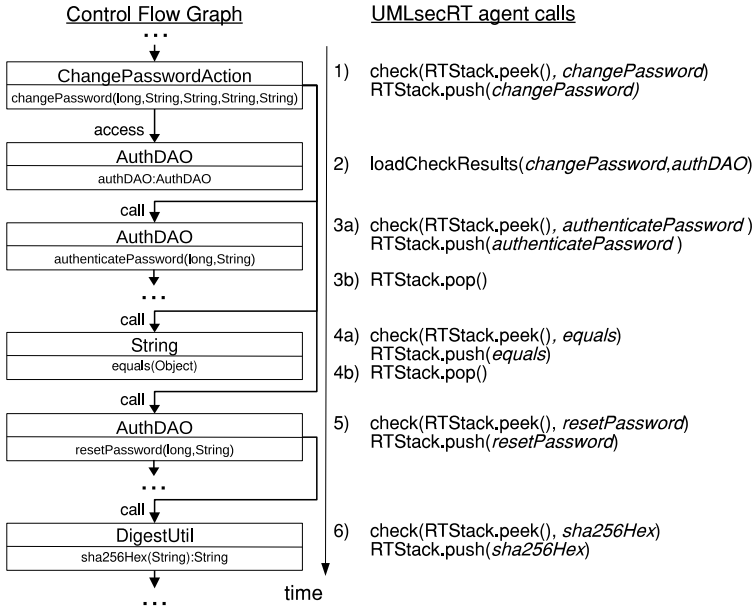 Control Flow Graph
UMLsecRT agent calls
...
ChangePasswordAction
changePassword(long,String,String,String,String)
1) check(RTStack.peek(), changePassword)
RTStack.push(changePassword)
access
AuthDAO
authDAO:AuthDAO
2) loadCheckResults(changePassword,authDAO)
call
AuthDAO
authenticatePassword(long,String)
3a) check(RTStack.peek(), authenticatePassword )
RTStack.push(authenticatePassword )
...
3b) RTStack.pop()
call
String
equals(Object)
4a) check(RTStack.peek(), equals)
RTStack.push(equals)
4b) RTStack.pop()
call
AuthDAO
resetPassword(long,String)
5) check(RTStack.peek(), resetPassword)
RTStack.push(resetPassword)
...
call
DigestUtil
sha256Hex(String):String
6) check(RTStack.peek(), sha256Hex)
RTStack.push(sha256Hex)
...
time